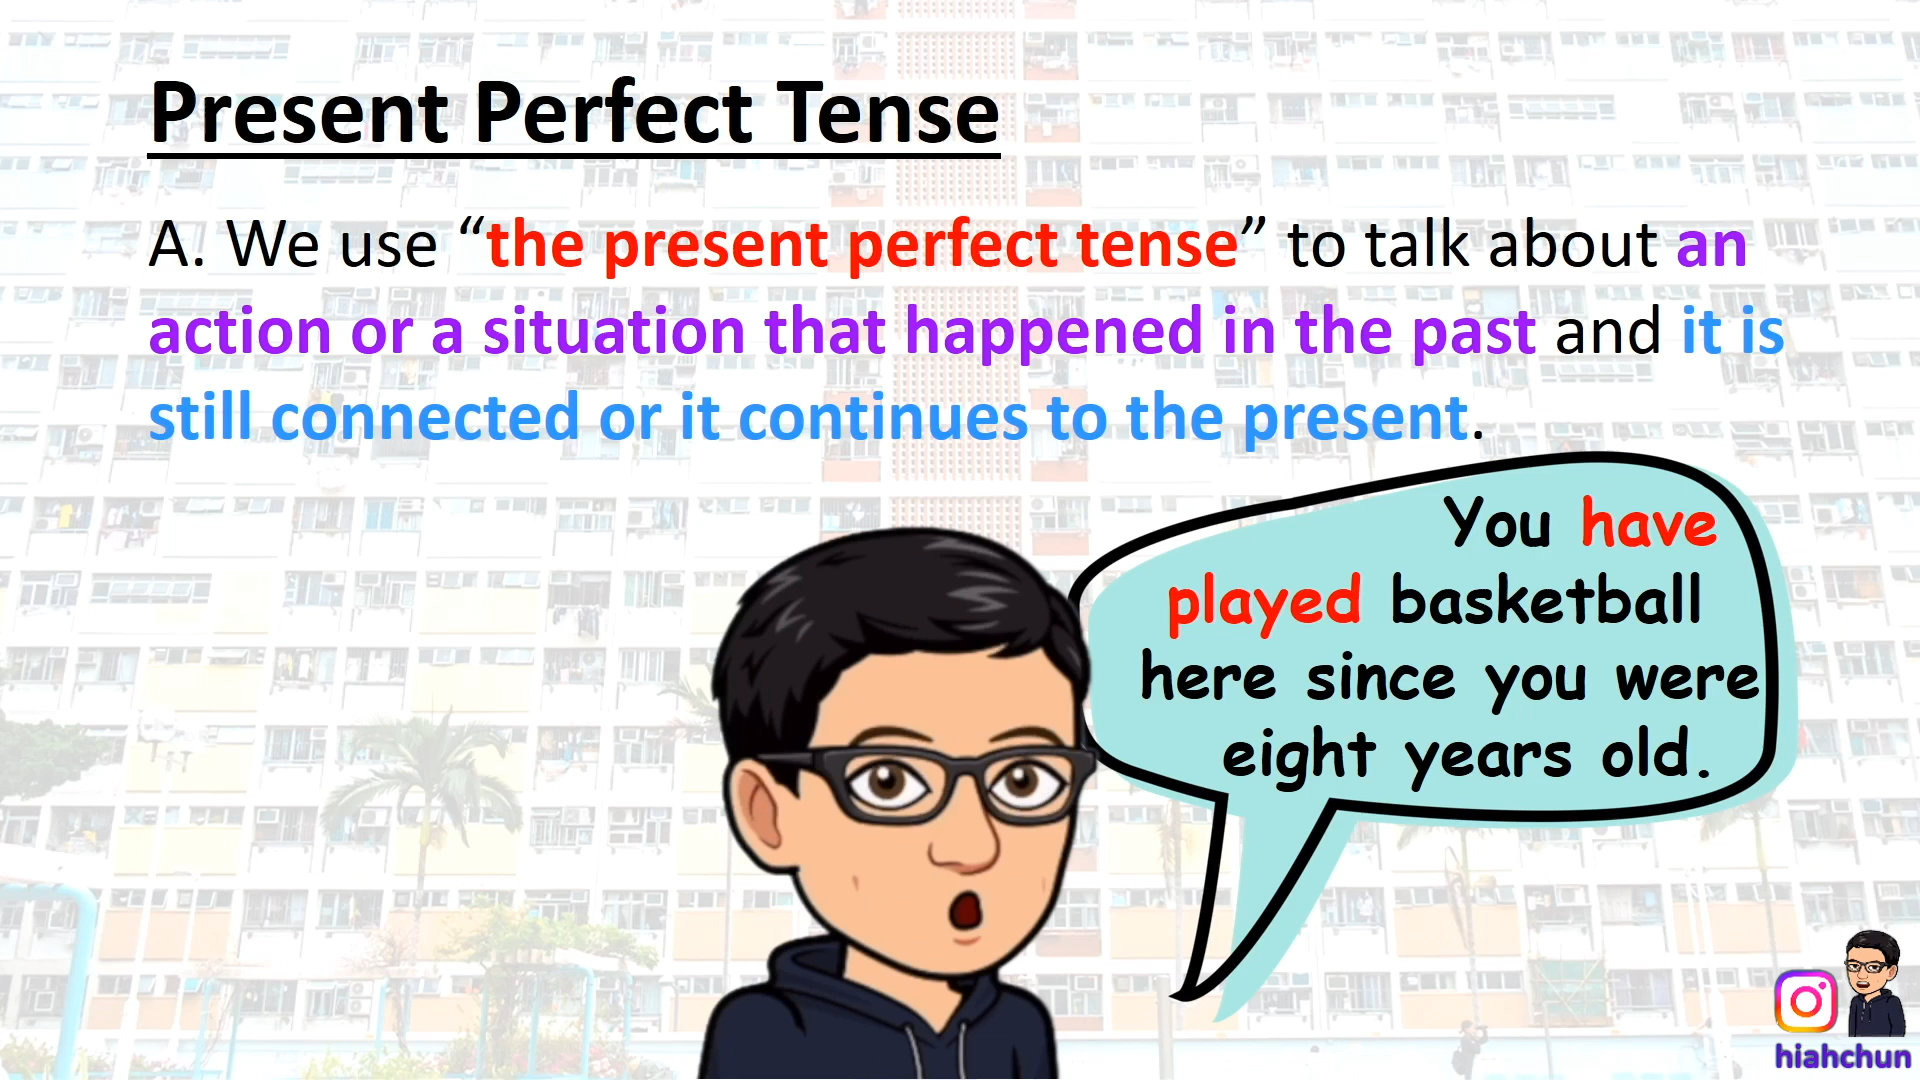 Present Perfect Tense
A. We use “the present perfect tense” to talk about an
action or a situation that happened in the past and it is
still connected or it continues to the present.
You have
played basketball
here since you were
eight years old.
hiahchun